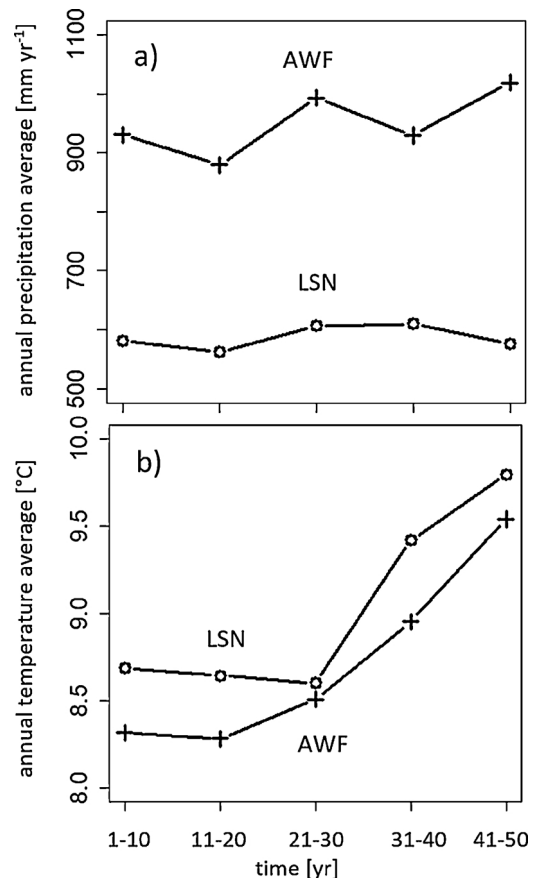 annual precipitation average [mm yr⁻¹]
1100
900
700
500
a)
AWF
LSN
annual temperature average [°C]
10.0
9.5
9.0
8.5
8.0
b)
LSN
AWF
1-10 11-20 21-30 31-40 41-50
time [yr]